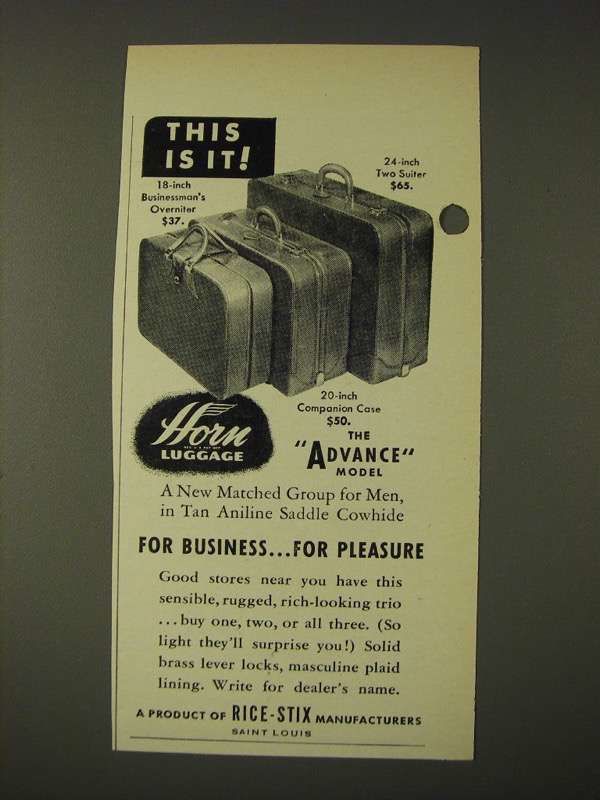 THIS
IS IT!
18-inch
Businessman's
Overniter
$37.
24-inch
Two Suiter
$65.
20-inch
Companion Case
$50.
Horn
LUGGAGE
THE
"ADVANCE"
MODEL
A New Matched Group for Men,
in Tan Aniline Saddle Cowhide
FOR BUSINESS...FOR PLEASURE
Good stores near you have this
sensible, rugged, rich-looking trio
...buy one, two, or all three. (So
light they'll surprise you!) Solid
brass lever locks, masculine plaid
lining. Write for dealer's name.
A PRODUCT OF RICE-STIX MANUFACTURERS
SAINT LOUIS